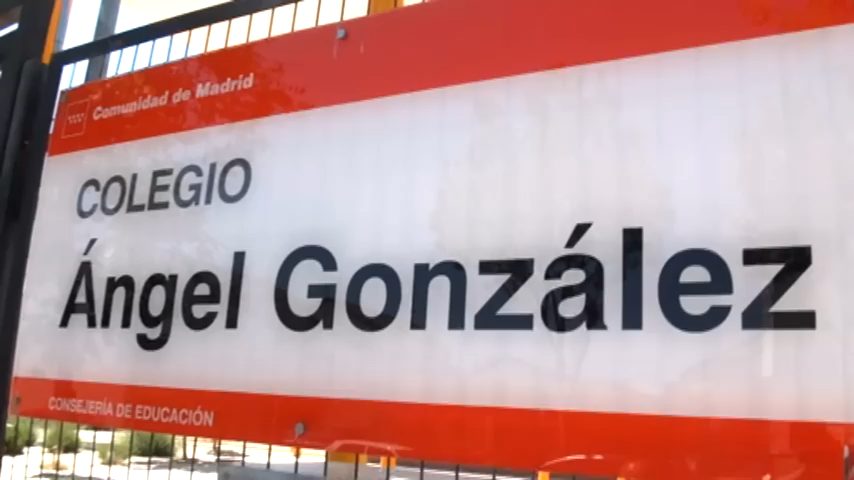 Comunidad de Madrid
COLEGIO
Ángel González
CONSEJERÍA DE EDUCACIÓN